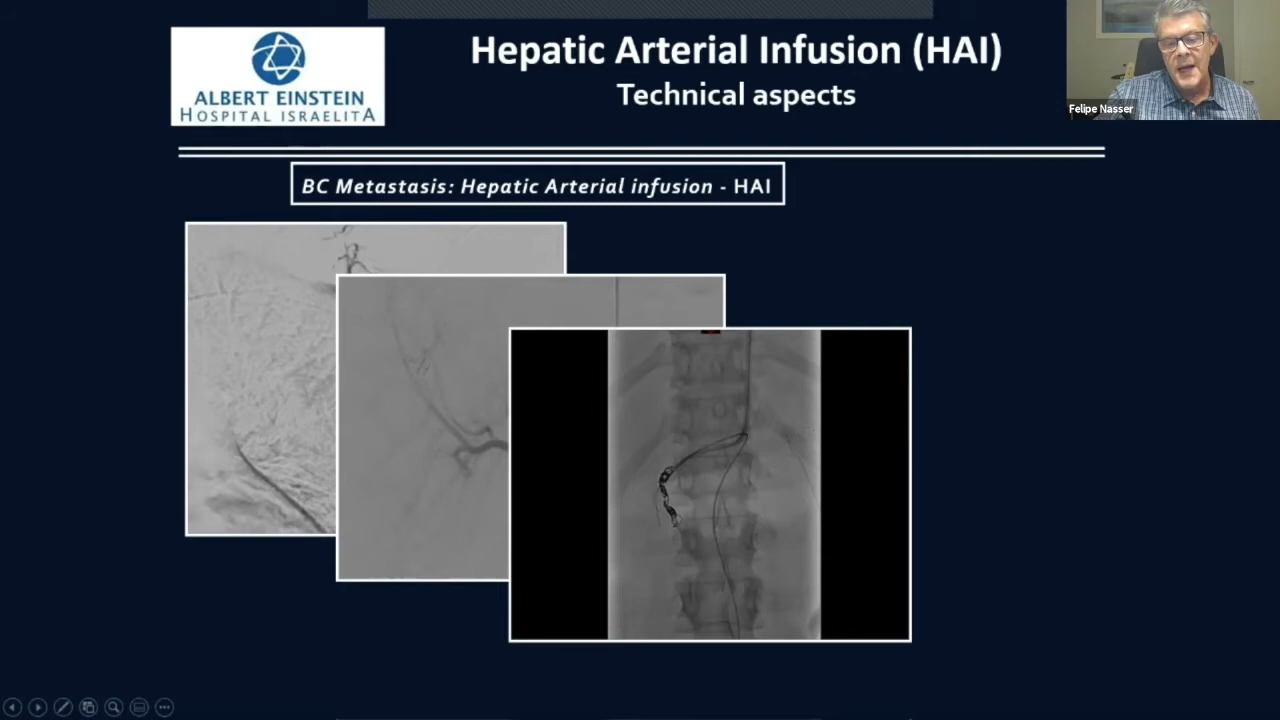 Hepatic Arterial Infusion (HAI)
Technical aspects
ALBERT EINSTEIN
HOSPITAL ISRAELITA
Felipe Nasser
BC Metastasis: Hepatic Arterial infusion - HAI